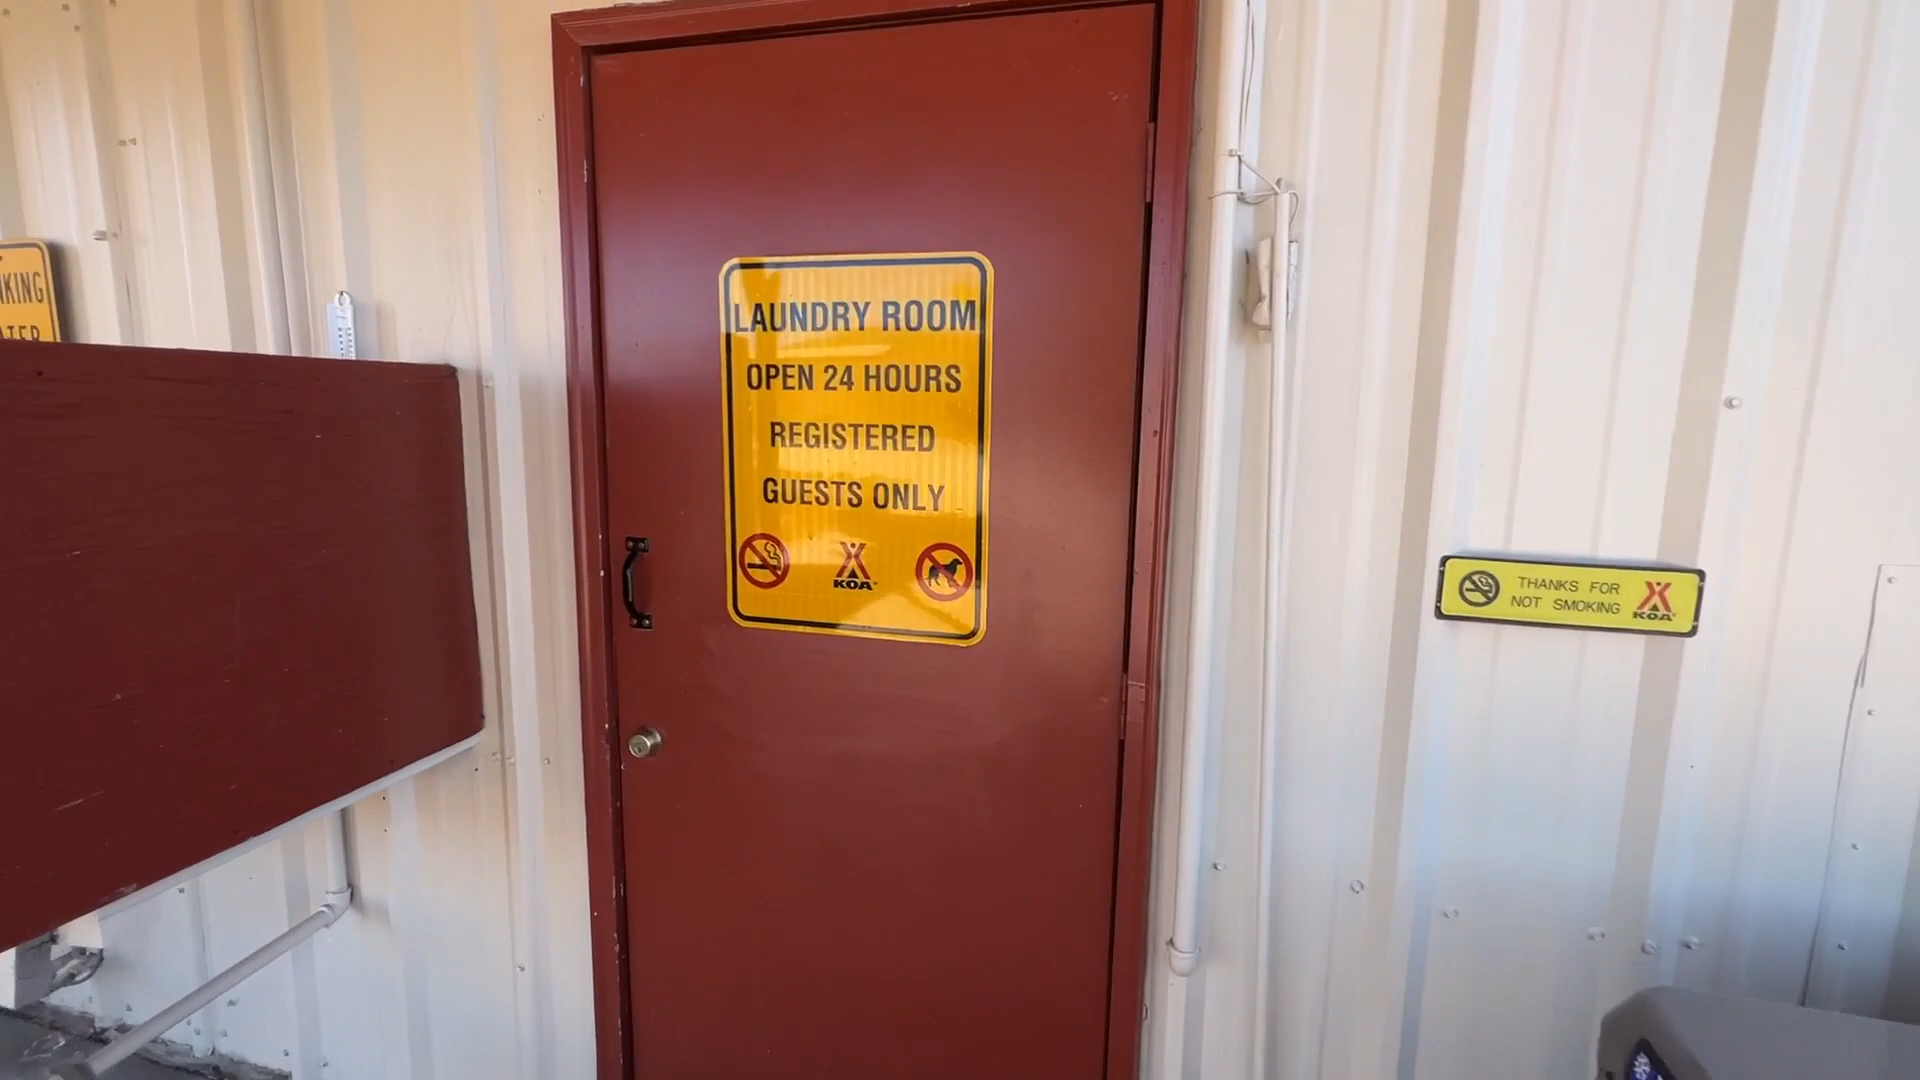 LAUNDRY ROOM
OPEN 24 HOURS
REGISTERED
GUESTS ONLY
KOA
THANKS FOR
NOT SMOKING
KOA